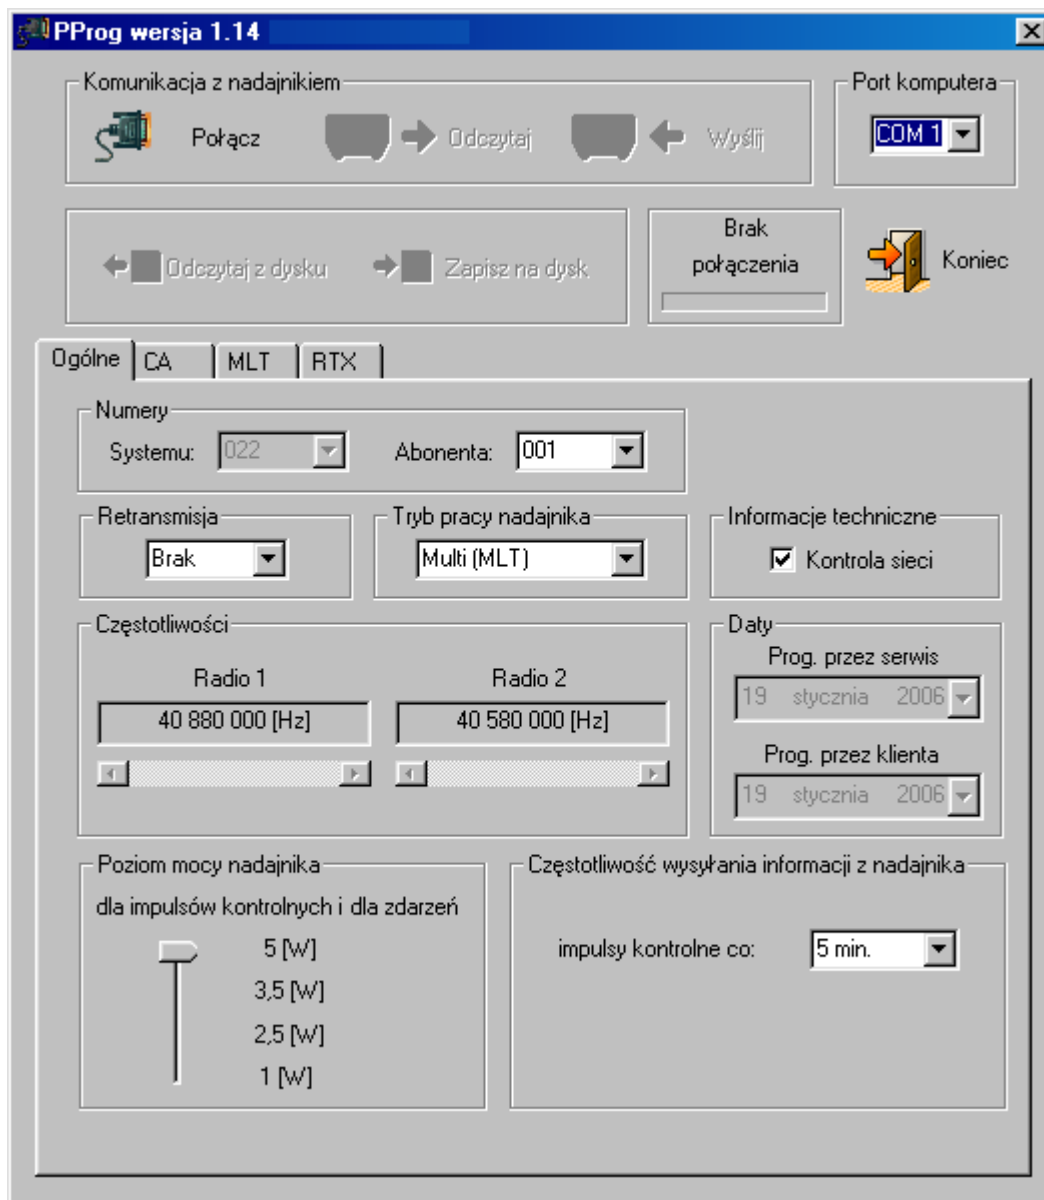 PProg wersja 1.14
Komunikacja z nadajnikiem
Port komputera
Połącz
Odczytaj
Wyślij
COM 1
Odczytaj z dysku
Zapisz na dysk
Brak
połączenia
Koniec
Ogólne
CA
MLT
RTX
Numery
Systemu:
022
Abonenta:
001
Retransmisja
Brak
Tryb pracy nadajnika
Multi (MLT)
Informacje techniczne
Kontrola sieci
Częstotliwości
Radio 1
40 880 000 [Hz]
Radio 2
40 580 000 [Hz]
Daty
Prog. przez serwis
19 stycznia 2006
Prog. przez klienta
19 stycznia 2006
Poziom mocy nadajnika
dla impulsów kontrolnych i dla zdarzeń
5 [W]
3,5 [W]
2,5 [W]
1 [W]
Częstotliwość wysyłania informacji z nadajnika
impulsy kontrolne co:
5 min.